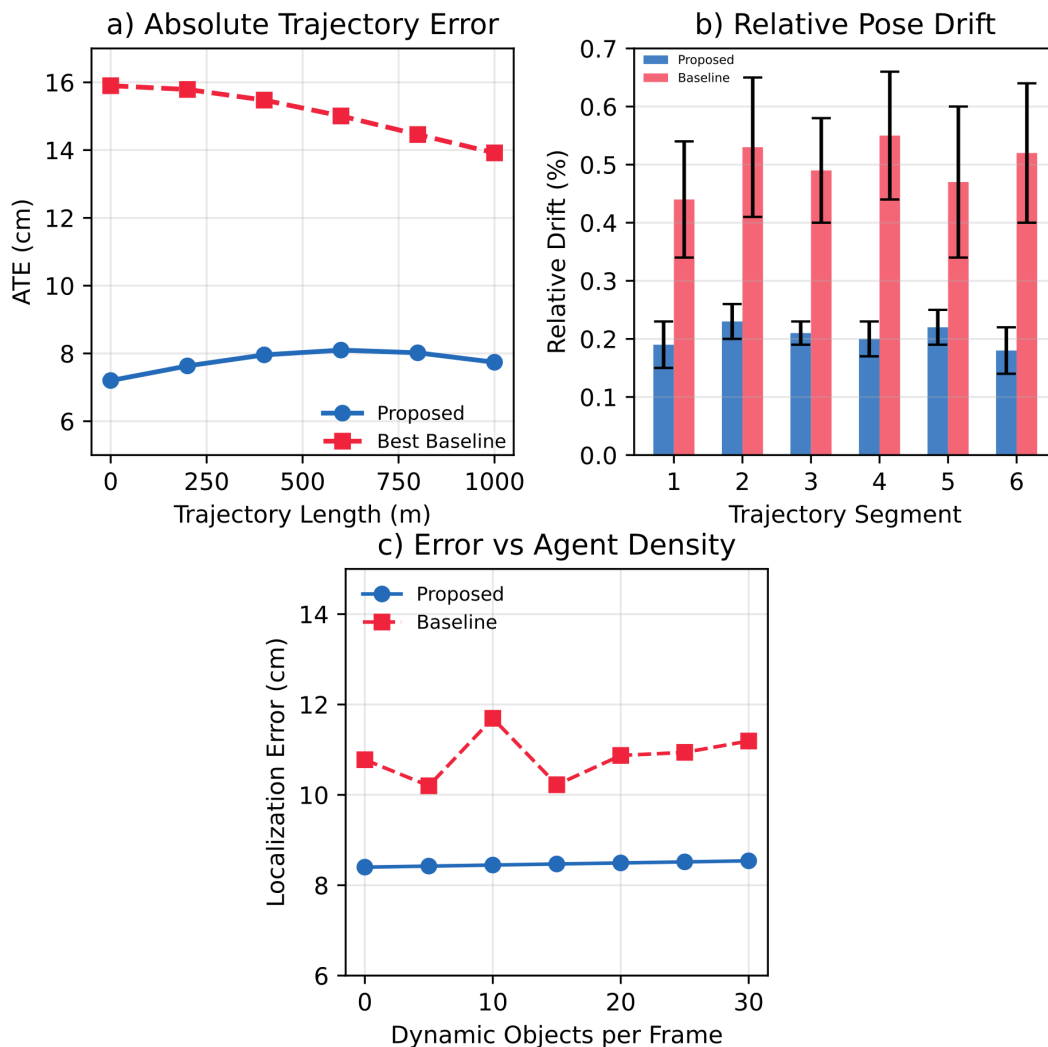 a) Absolute Trajectory Error
ATE (cm)
16
14
12
10
8
6
Proposed
Best Baseline
0
250
500
750
1000
Trajectory Length (m)
b) Relative Pose Drift
Relative Drift (%)
0.7
0.6
0.5
0.4
0.3
0.2
0.1
0.0
Proposed
Baseline
1
2
3
4
5
6
Trajectory Segment
c) Error vs Agent Density
Localization Error (cm)
14
12
10
8
6
Proposed
Baseline
0
10
20
30
Dynamic Objects per Frame